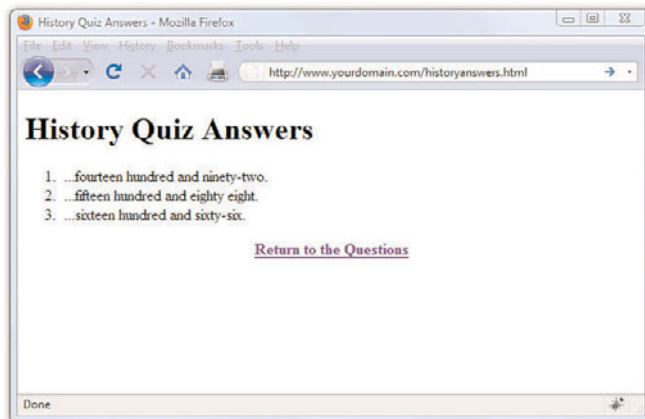 History Quiz Answers - Mozilla Firefox
File Edit View History Bookmarks Tools Help
http://www.yourdomain.com/historyanswers.html
History Quiz Answers
1. ...fourteen hundred and ninety-two.
2. ...fifteen hundred and eighty eight.
3. ...sixteen hundred and sixty-six.
Return to the Questions
Done